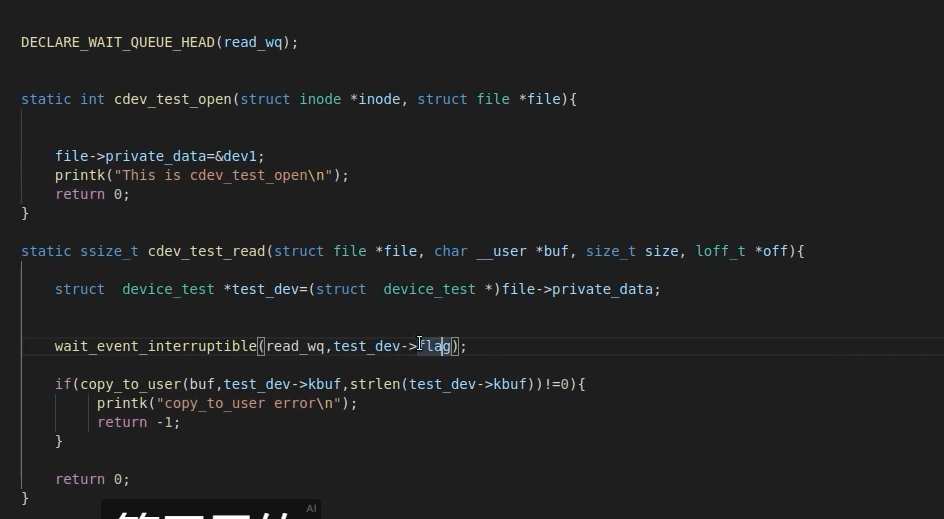 DECLARE_WAIT_QUEUE_HEAD(read_wq);
static int cdev_test_open(struct inode *inode, struct file *file){
file->private_data=&dev1;
printk("This is cdev_test_open\n");
return 0;
}
static ssize_t cdev_test_read(struct file *file, char __user *buf, size_t size, loff_t *off){
struct  device_test *test_dev=(struct  device_test *)file->private_data;
wait_event_interruptible(read_wq,test_dev->flag);
if(copy_to_user(buf,test_dev->kbuf,strlen(test_dev->kbuf))!=0){
printk("copy_to_user error\n");
return -1;
}
return 0;
}
AI